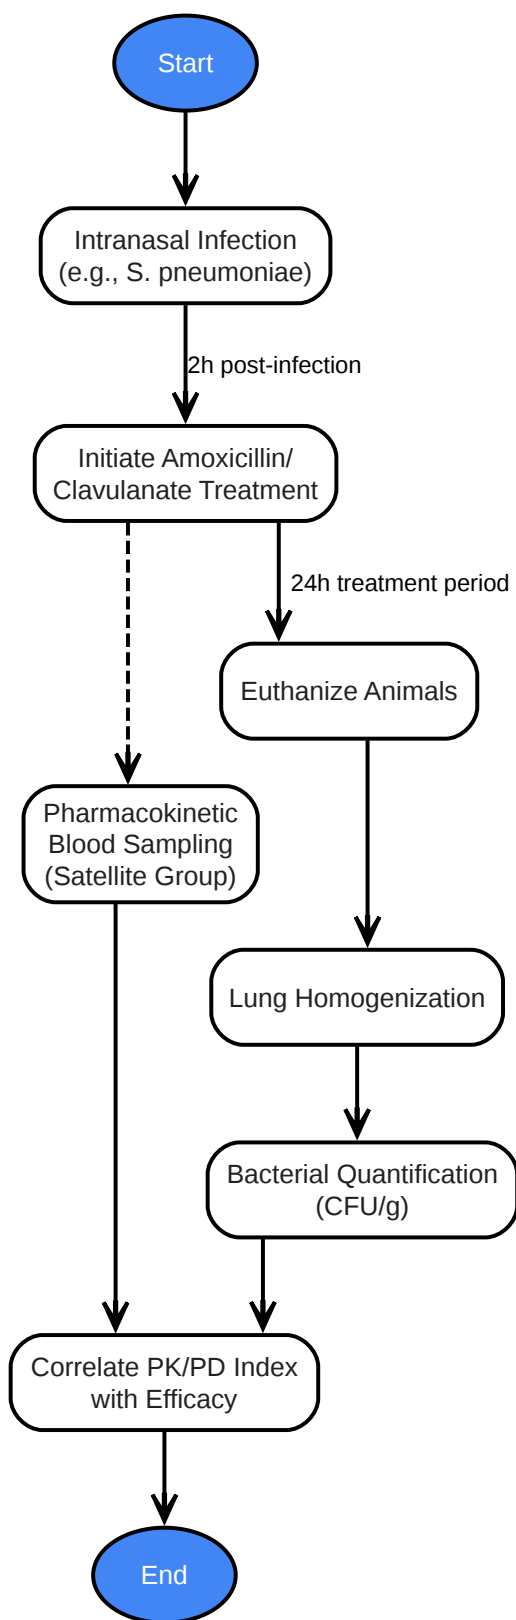 Start
Intranasal Infection
(e.g., S. pneumoniae)
2h post-infection
Initiate Amoxicillin/
Clavulanate Treatment
24h treatment period
Euthanize Animals
Pharmacokinetic
Blood Sampling
(Satellite Group)
Lung Homogenization
Bacterial Quantification
(CFU/g)
Correlate PK/PD Index
with Efficacy
End